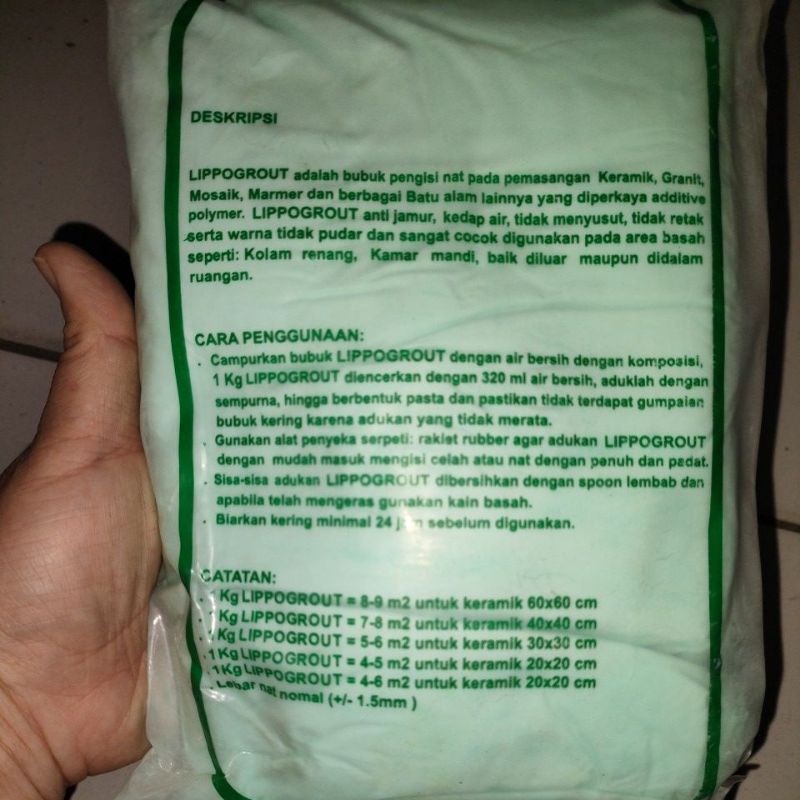 DESKRIPSI
LIPPOGROUT adalah bubuk pengisi nat pada pemasangan Keramik, Granit,
Mosaik, Marmer dan berbagai Batu alam lainnya yang diperkaya additive
polymer. LIPPOGROUT anti jamur, kedap air, tidak menyusut, tidak retak
serta warna tidak pudar dan sangat cocok digunakan pada area basah
seperti: Kolam renang, Kamar mandi, baik diluar maupun didalam
ruangan.
CARA PENGGUNAAN:
. Campurkan bubuk LIPPOGROUT dengan air bersih dengan komposisi,
1 Kg LIPPOGROUT diencerkan dengan 320 ml air bersih, aduklah dengan
sempurna, hingga berbentuk pasta dan pastikan tidak terdapat gumpalan
bubuk kering karena adukan yang tidak merata.
. Gunakan alat penyeka serpeti: raklet rubber agar adukan LIPPOGROUT
dengan mudah masuk mengisi celah atau nat dengan penuh dan padat.
. Sisa-sisa adukan LIPPOGROUT dibersihkan dengan spoon lembab dan
apabila telah mengeras gunakan kain basah.
. Biarkan kering minimal 24 jam sebelum digunakan.
CATATAN:
. 1 Kg LIPPOGROUT = 8-9 m2 untuk keramik 60x60 cm
. 1 Kg LIPPOGROUT = 7-8 m2 untuk keramik 40x40 cm
. 1 Kg LIPPOGROUT = 5-6 m2 untuk keramik 30x30 cm
. 1 Kg LIPPOGROUT = 4-5 m2 untuk keramik 20x20 cm
. 1 Kg LIPPOGROUT = 4-6 m2 untuk keramik 20x20 cm
. Lebar nat nomal (+/- 1.5mm )